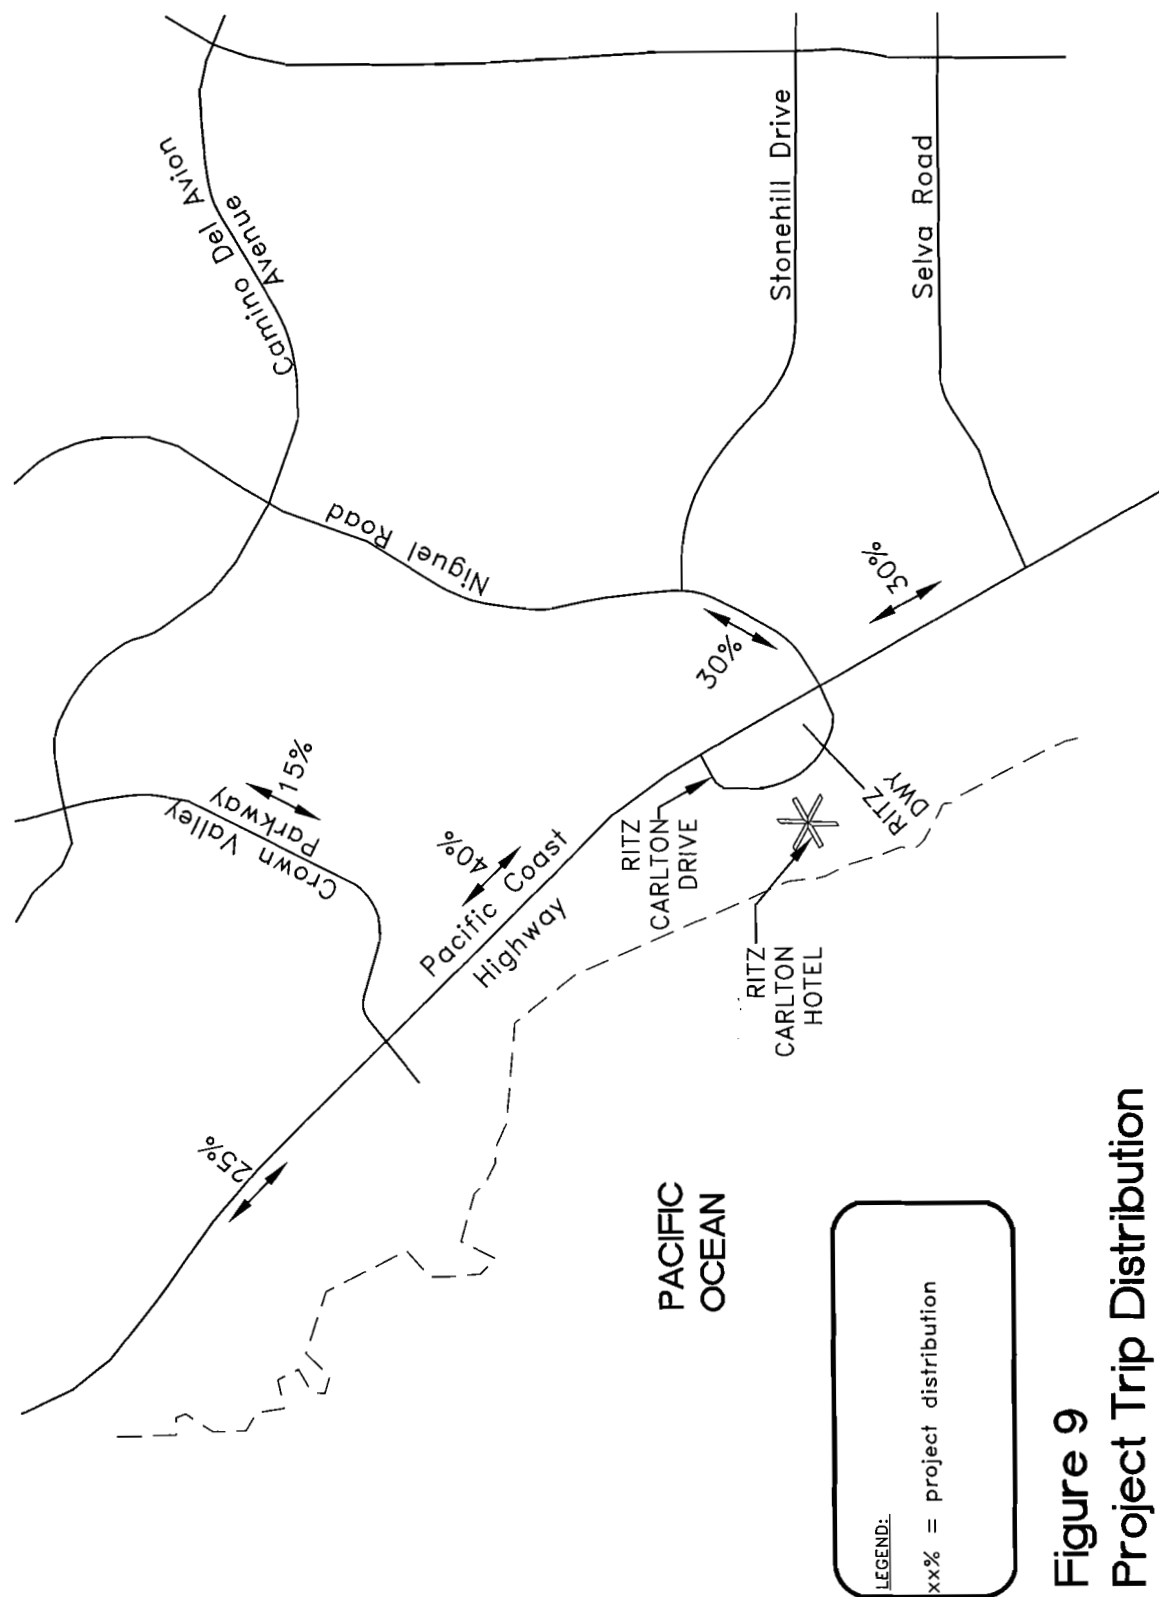 Camino Del Avion
Avenue
Stonehill Drive
Selva Road
Niguel Road
30%
30%
15%
Crown Valley
Parkway
40%
Pacific Coast
Highway
25%
RITZ
CARLTON
DRIVE
RITZ
DWY
RITZ
CARLTON
HOTEL
PACIFIC
OCEAN
LEGEND:
xx% = project distribution
Figure 9
Project Trip Distribution